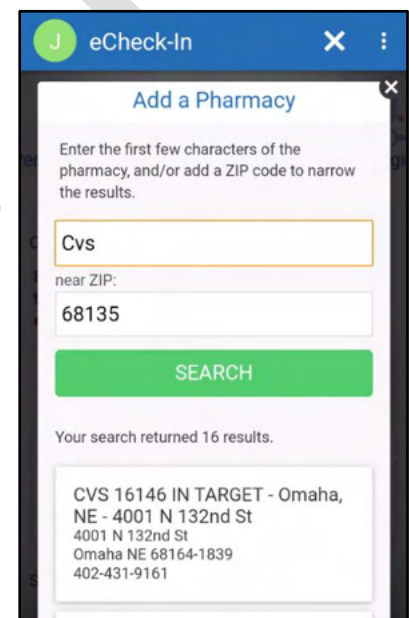 J eCheck-In
Add a Pharmacy
Enter the first few characters of the
pharmacy, and/or add a ZIP code to narrow
the results.
Cvs
near ZIP:
68135
SEARCH
Your search returned 16 results.
CVS 16146 IN TARGET - Omaha,
NE - 4001 N 132nd St
4001 N 132nd St
Omaha NE 68164-1839
402-431-9161